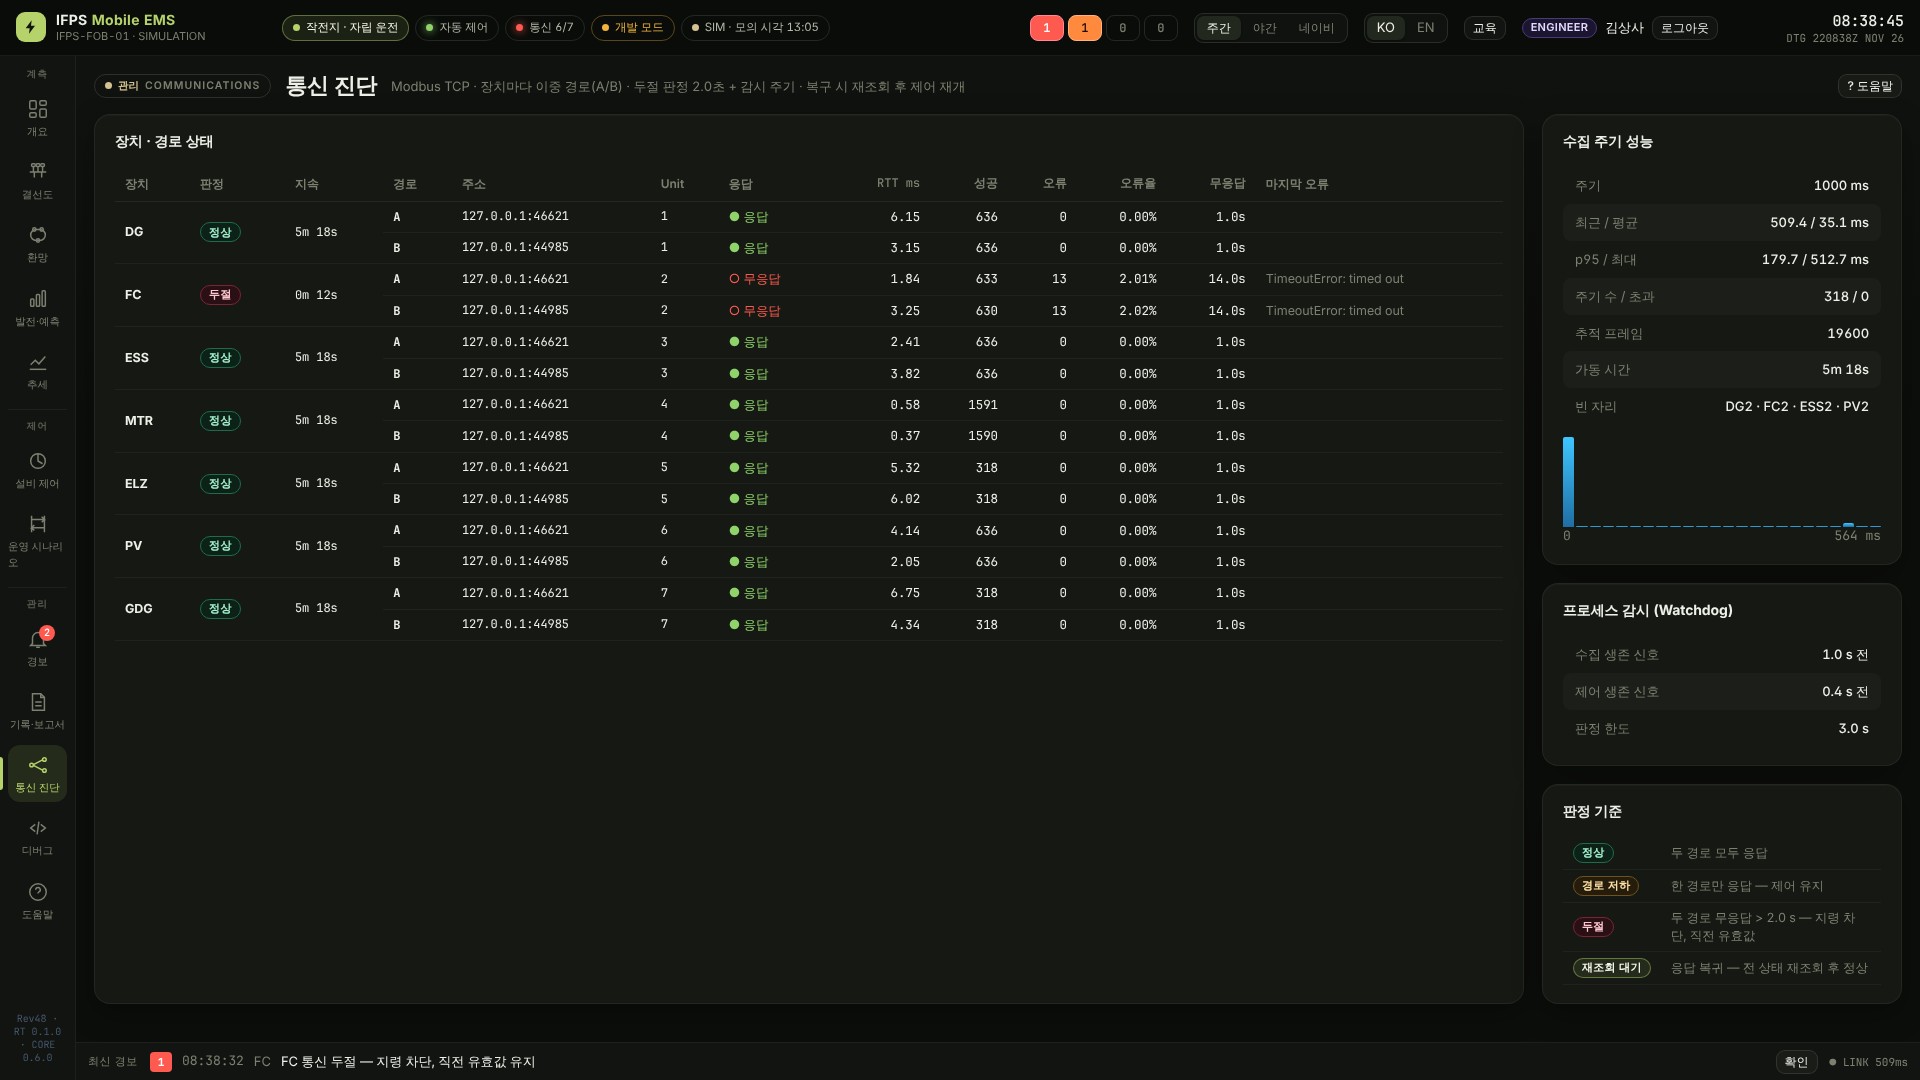 IFPS Mobile EMS
IFPS-FOB-01 · SIMULATION
작전지 · 자립 운전
자동 제어
통신 6/7
개발 모드
SIM · 모의 시각 13:05
1 1 0 0
주간 야간 네이비
KO EN
교육
ENGINEER 김상사 로그아웃
08:38:45
DTG 220838Z NOV 26
계측
개요
결선도
환망
발전·예측
추세
제어
설비 제어
운영 시나리
오
관리
2
경보
기록·보고서
통신 진단
디버그
도움말
Rev48 ·
RT 0.1.0
· CORE
0.6.0
관리 COMMUNICATIONS
통신 진단
Modbus TCP · 장치마다 이중 경로(A/B) · 두절 판정 2.0초 + 감시 주기 · 복구 시 재조회 후 제어 재개
? 도움말
장치 · 경로 상태
장치 판정 지속 경로 주소 Unit 응답 RTT ms 성공 오류 오류율 무응답 마지막 오류
DG 정상 5m 18s
A 127.0.0.1:46621 1 응답 6.15 636 0 0.00% 1.0s
B 127.0.0.1:44985 1 응답 3.15 636 0 0.00% 1.0s
FC 두절 0m 12s
A 127.0.0.1:46621 2 무응답 1.84 633 13 2.01% 14.0s TimeoutError: timed out
B 127.0.0.1:44985 2 무응답 3.25 630 13 2.02% 14.0s TimeoutError: timed out
ESS 정상 5m 18s
A 127.0.0.1:46621 3 응답 2.41 636 0 0.00% 1.0s
B 127.0.0.1:44985 3 응답 3.82 636 0 0.00% 1.0s
MTR 정상 5m 18s
A 127.0.0.1:46621 4 응답 0.58 1591 0 0.00% 1.0s
B 127.0.0.1:44985 4 응답 0.37 1590 0 0.00% 1.0s
ELZ 정상 5m 18s
A 127.0.0.1:46621 5 응답 5.32 318 0 0.00% 1.0s
B 127.0.0.1:44985 5 응답 6.02 318 0 0.00% 1.0s
PV 정상 5m 18s
A 127.0.0.1:46621 6 응답 4.14 636 0 0.00% 1.0s
B 127.0.0.1:44985 6 응답 2.05 636 0 0.00% 1.0s
GDG 정상 5m 18s
A 127.0.0.1:46621 7 응답 6.75 318 0 0.00% 1.0s
B 127.0.0.1:44985 7 응답 4.34 318 0 0.00% 1.0s
수집 주기 성능
주기 1000 ms
최근 / 평균 509.4 / 35.1 ms
p95 / 최대 179.7 / 512.7 ms
주기 수 / 초과 318 / 0
추적 프레임 19600
가동 시간 5m 18s
빈 자리 DG2 · FC2 · ESS2 · PV2
0 564 ms
프로세스 감시 (Watchdog)
수집 생존 신호 1.0 s 전
제어 생존 신호 0.4 s 전
판정 한도 3.0 s
판정 기준
정상 두 경로 모두 응답
경로 저하 한 경로만 응답 — 제어 유지
두절 두 경로 무응답 > 2.0 s — 지령 차
단, 직전 유효값
재조회 대기 응답 복귀 — 전 상태 재조회 후 정상
최신 경보 1 08:38:32 FC FC 통신 두절 — 지령 차단, 직전 유효값 유지
확인
LINK 509ms